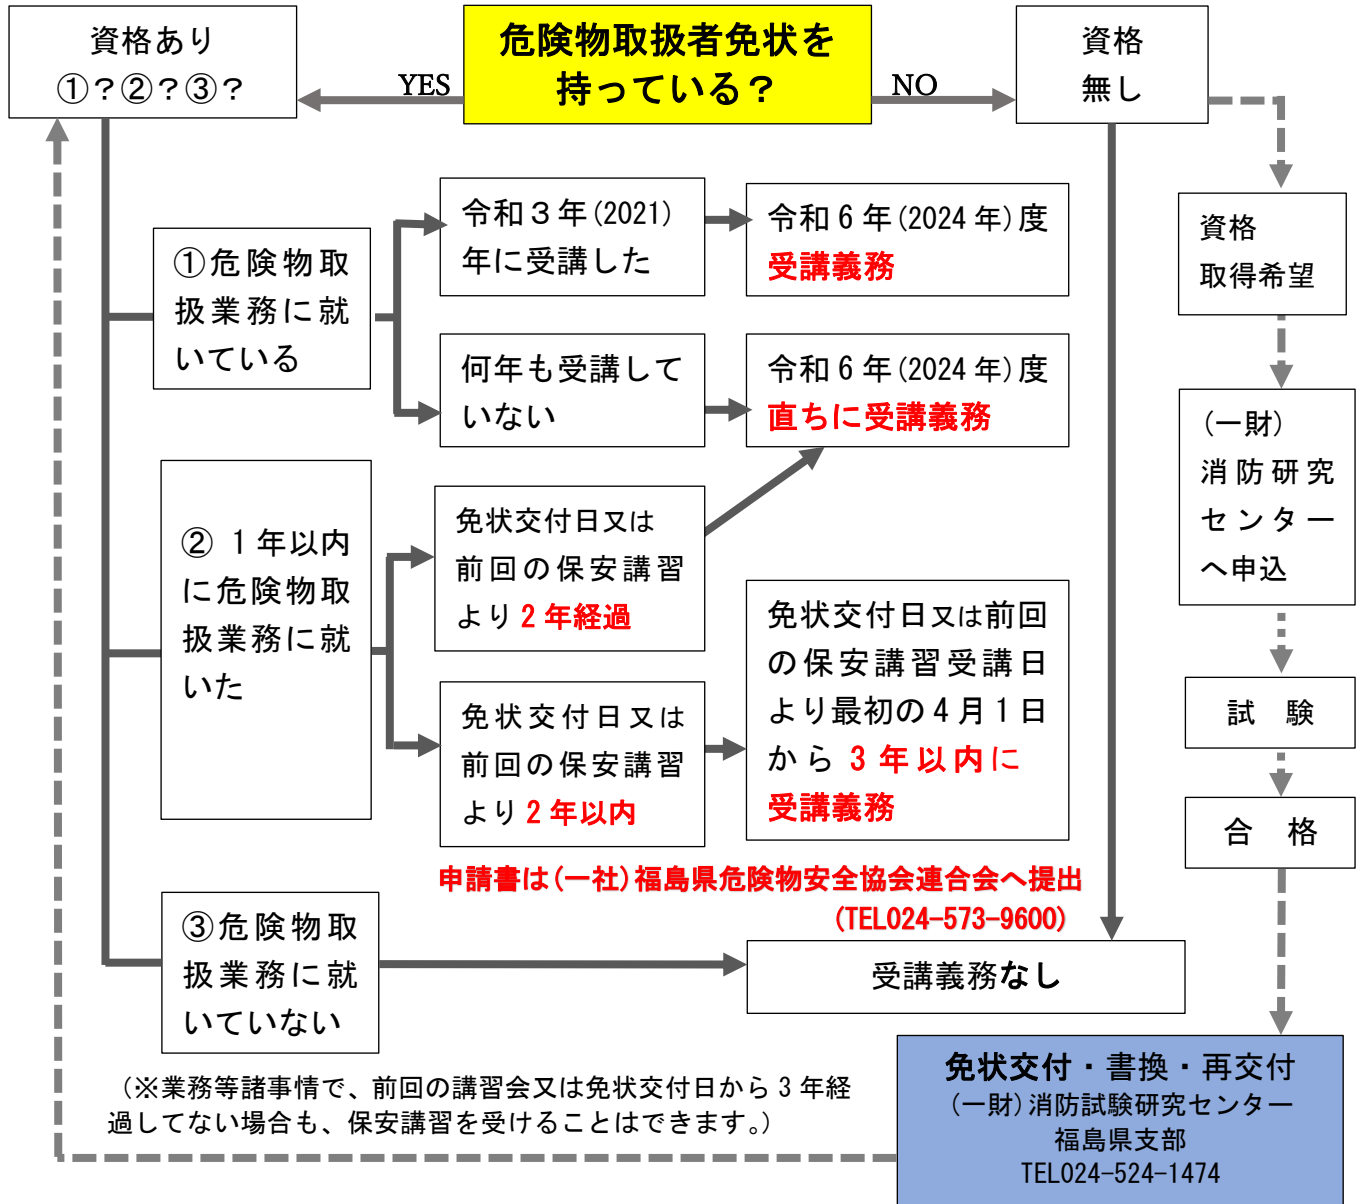 資格あり
①?②?③?
YES
危険物取扱者免状を
持っている？
NO
資格
無し
①危険物取
扱業務に就
いている
令和３年(2021)
年に受講した
令和６年(2024年)度
受講義務
何年も受講して
いない
令和６年(2024年)度
直ちに受講義務
② １年以内
に危険物取
扱業務に就
いた
免状交付日又は
前回の保安講習
より２年経過
免状交付日又は
前回の保安講習
より２年以内
免状交付日又は前回
の保安講習受講日
より最初の４月１日
から３年以内に
受講義務
申請書は(一社)福島県危険物安全協会連合会へ提出
(TEL024-573-9600)
③危険物取
扱業務に就
いていない
受講義務なし
(※業務等諸事情で、前回の講習会又は免状交付日から３年経
過してない場合も、保安講習を受けることはできます。)
資格
取得希望
(一財)
消防研究
センター
へ申込
試　験
合　格
免状交付・書換・再交付
(一財)消防試験研究センター
福島県支部
TEL024-524-1474